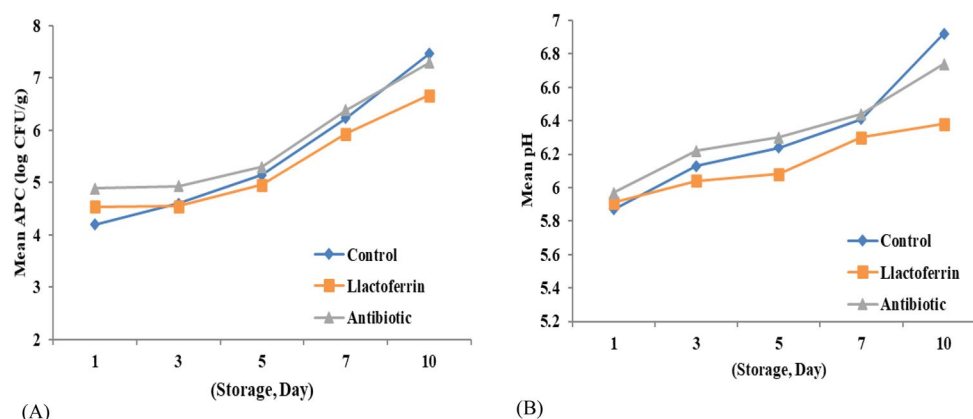 8
7
6
5
4
3
2
Mean APC (log CFU/g)
Control
Llactoferrin
Antibiotic
1 3 5 7 10
(Storage, Day)
(A)
7
6.8
6.6
6.4
6.2
6
5.8
5.6
5.4
5.2
Mean pH
Control
Llactoferrin
Antibiotic
1 3 5 7 10
(Storage, Day)
(B)